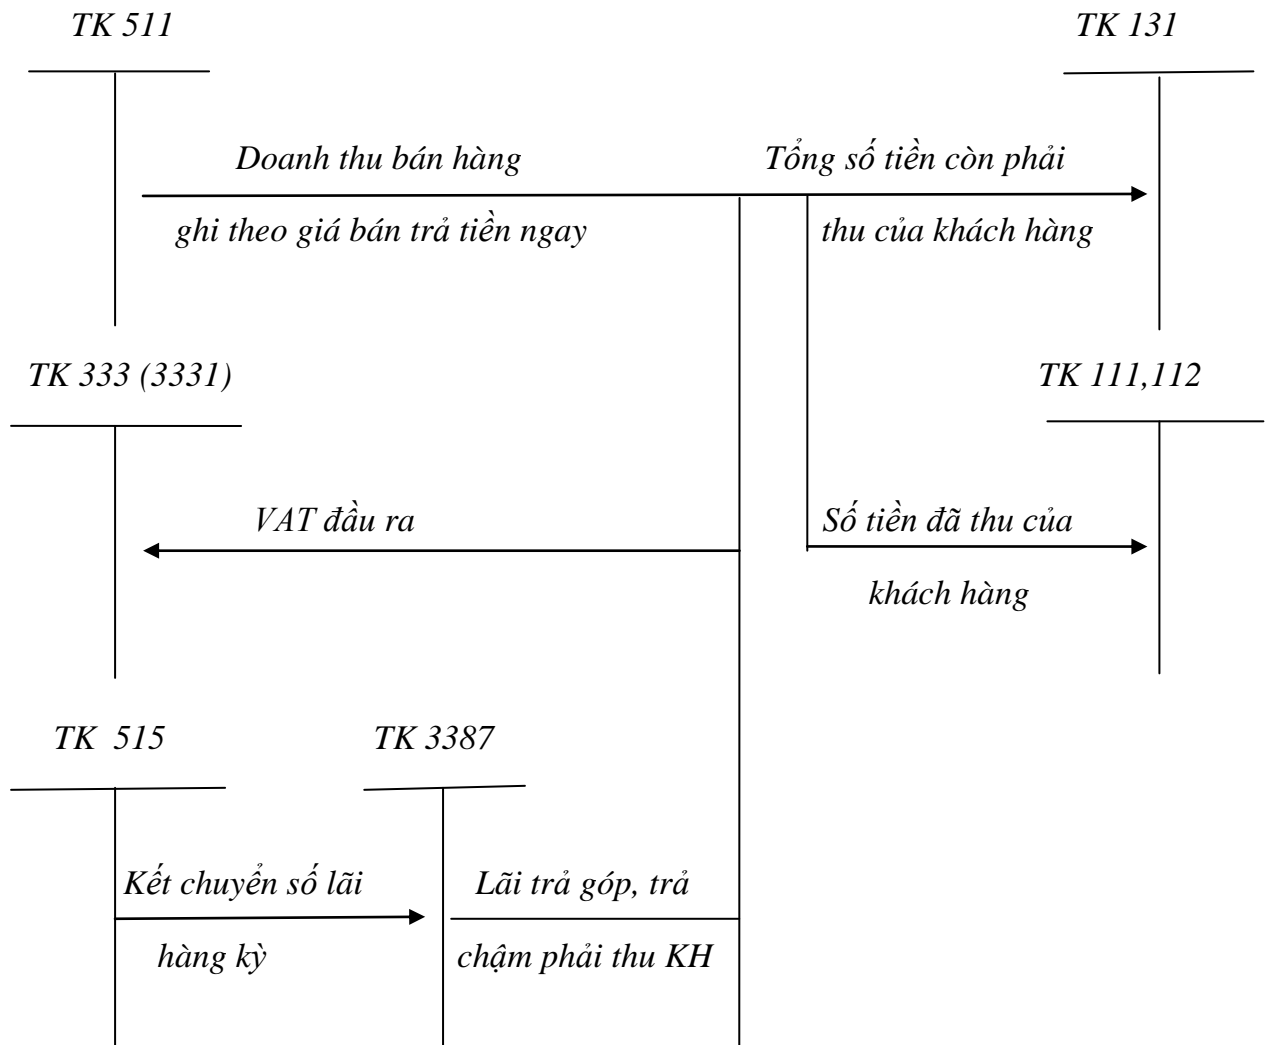 TK 511
TK 131
Doanh thu bán hàng
Tổng số tiền còn phải
ghi theo giá bán trả tiền ngay
thu của khách hàng
TK 333 (3331)
TK 111,112
VAT đầu ra
Số tiền đã thu của
khách hàng
TK 515
TK 3387
Kết chuyển số lãi
Lãi trả góp, trả
hàng kỳ
chậm phải thu KH